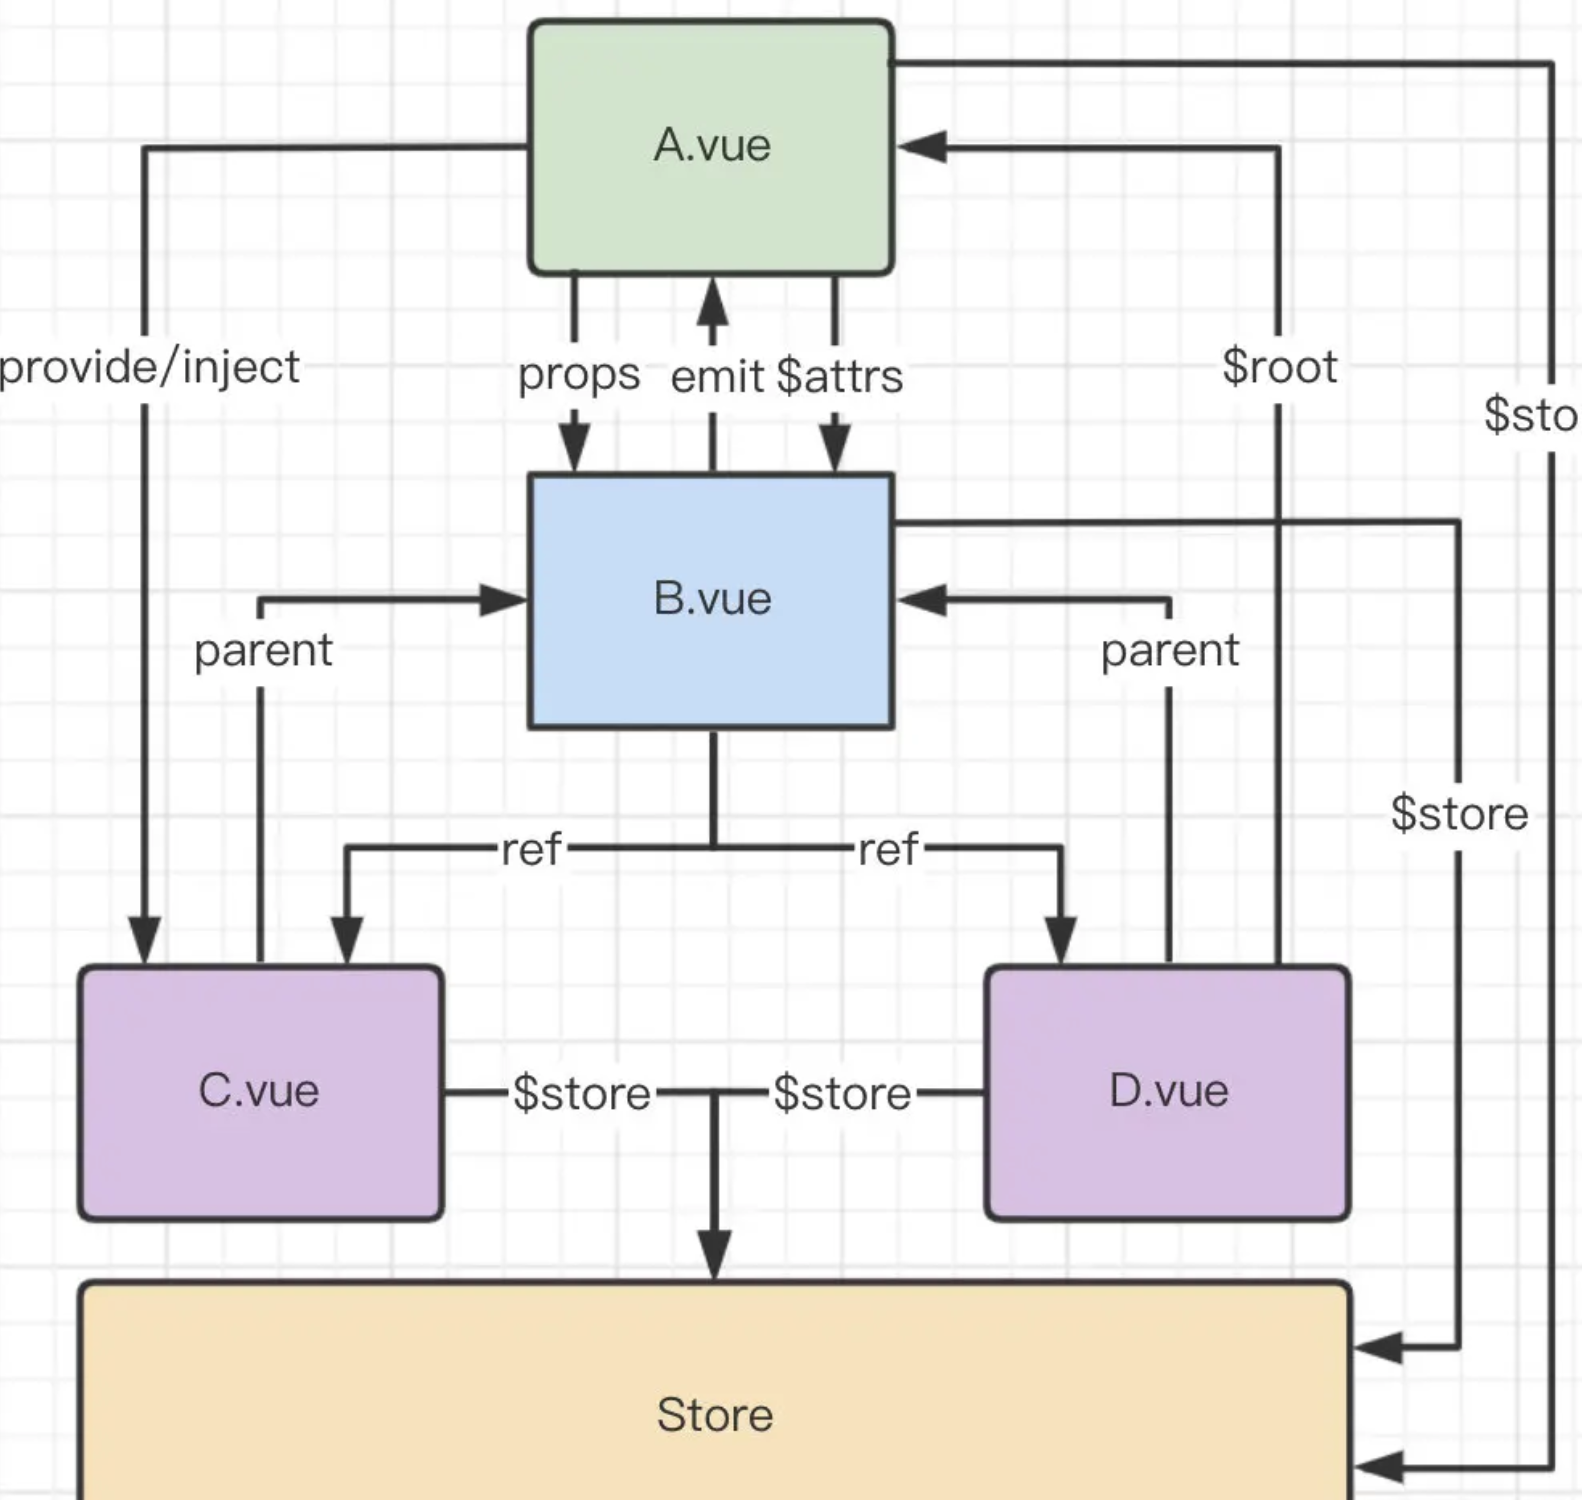 A.vue
provide/inject
props
emit
$attrs
$root
$sto
B.vue
parent
parent
$store
ref
ref
C.vue
$store
$store
D.vue
Store